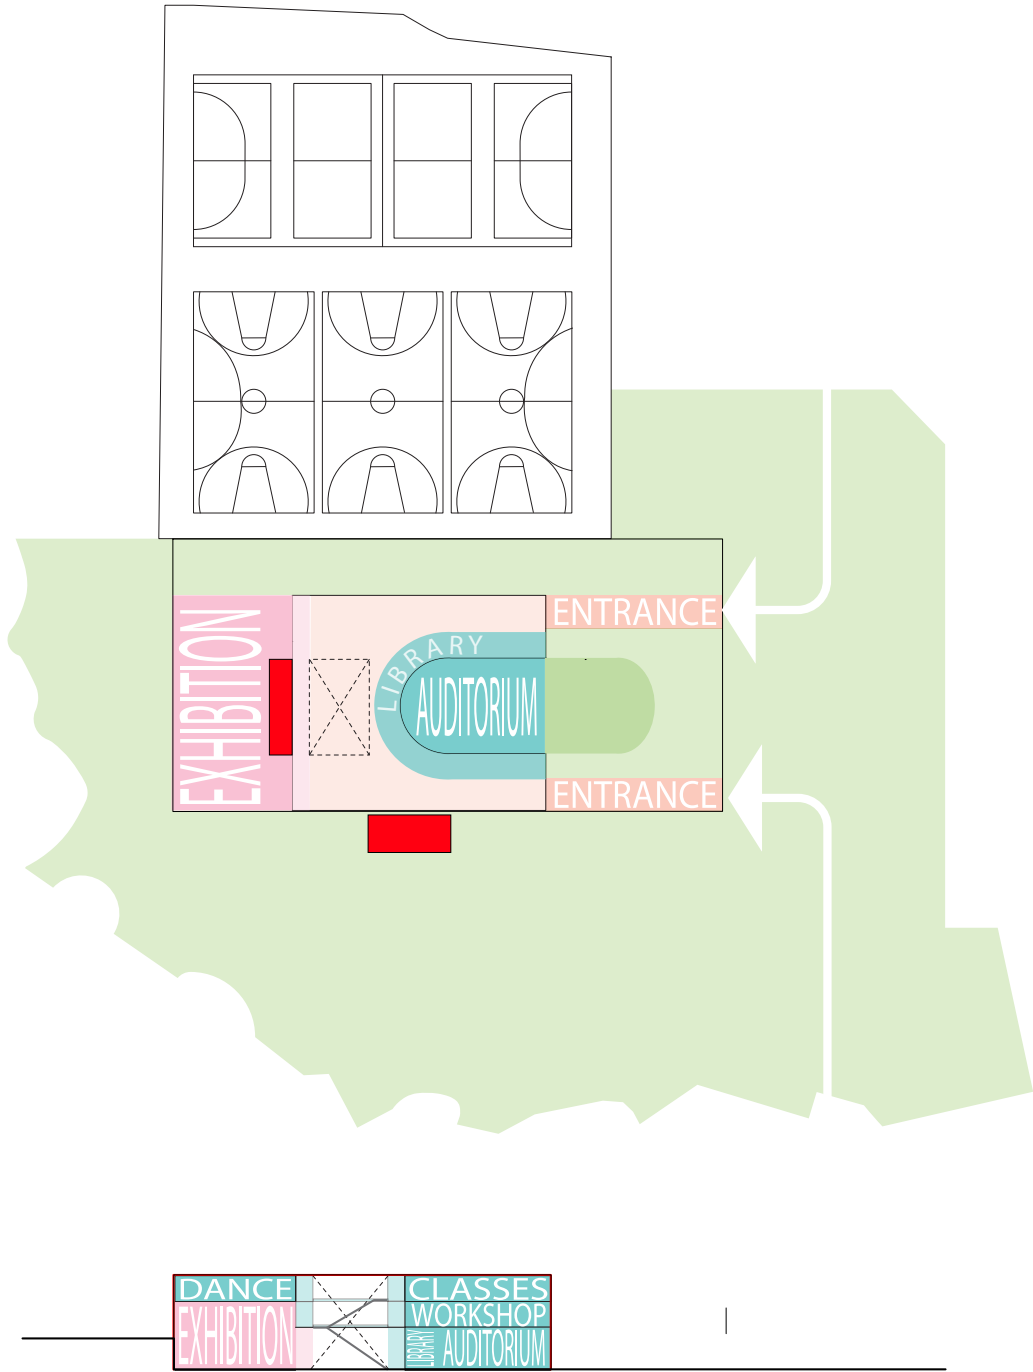 ENTRANCE
EXHIBITION
LIBRARY
AUDITORIUM
ENTRANCE
DANCE
CLASSES
EXHIBITION
WORKSHOP
LIBRARY
AUDITORIUM